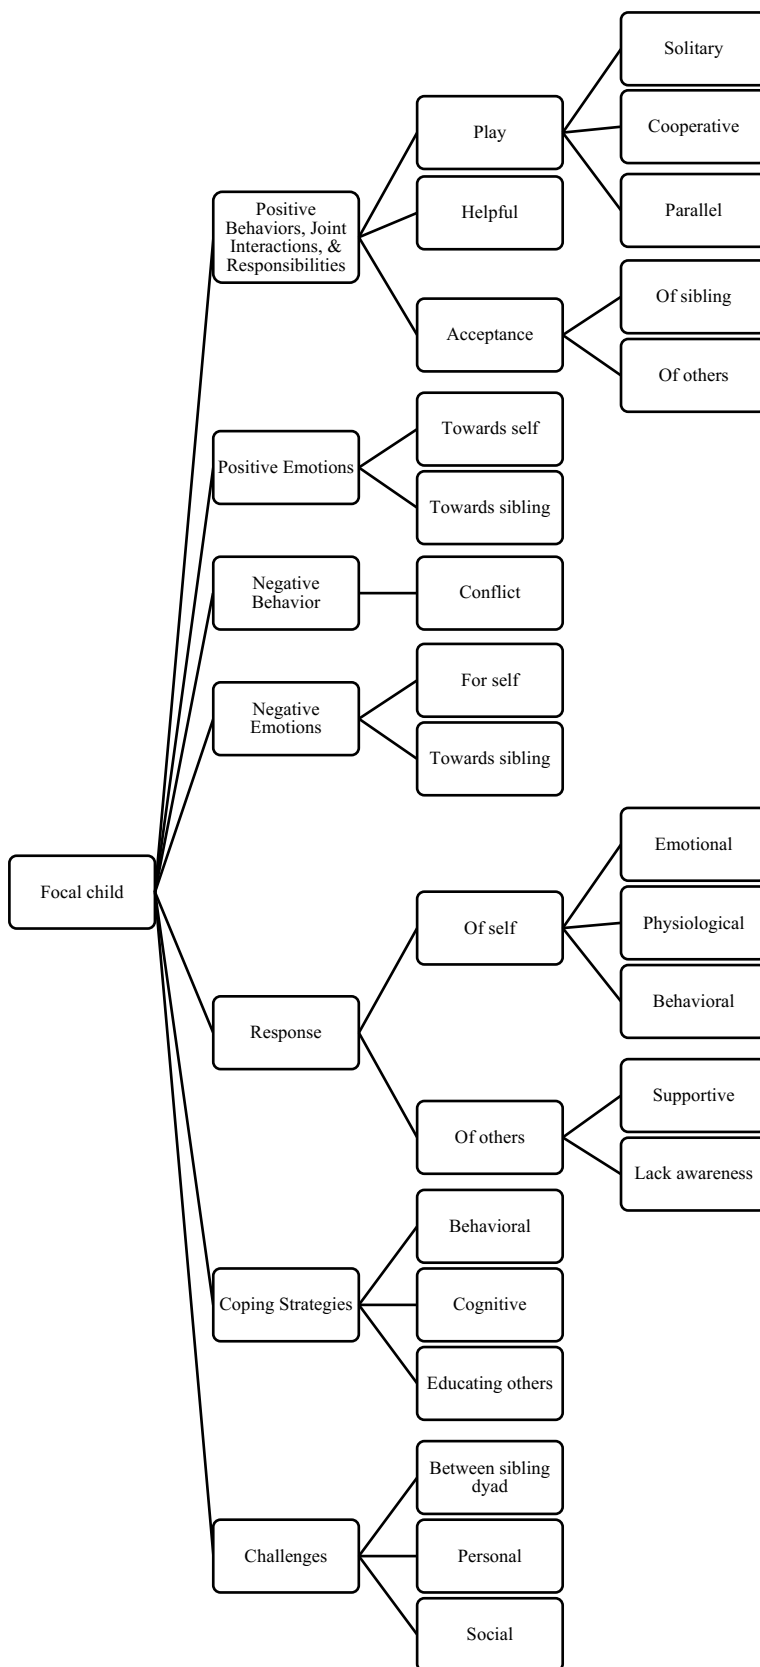 Solitary
Play
Cooperative
Positive
Behaviors, Joint
Interactions, &
Responsibilities
Helpful
Parallel
Acceptance
Of sibling
Of others
Positive Emotions
Towards self
Towards sibling
Negative
Behavior
Conflict
Negative
Emotions
For self
Towards sibling
Focal child
Response
Of self
Emotional
Physiological
Behavioral
Of others
Supportive
Lack awareness
Coping Strategies
Behavioral
Cognitive
Educating others
Challenges
Between sibling
dyad
Personal
Social